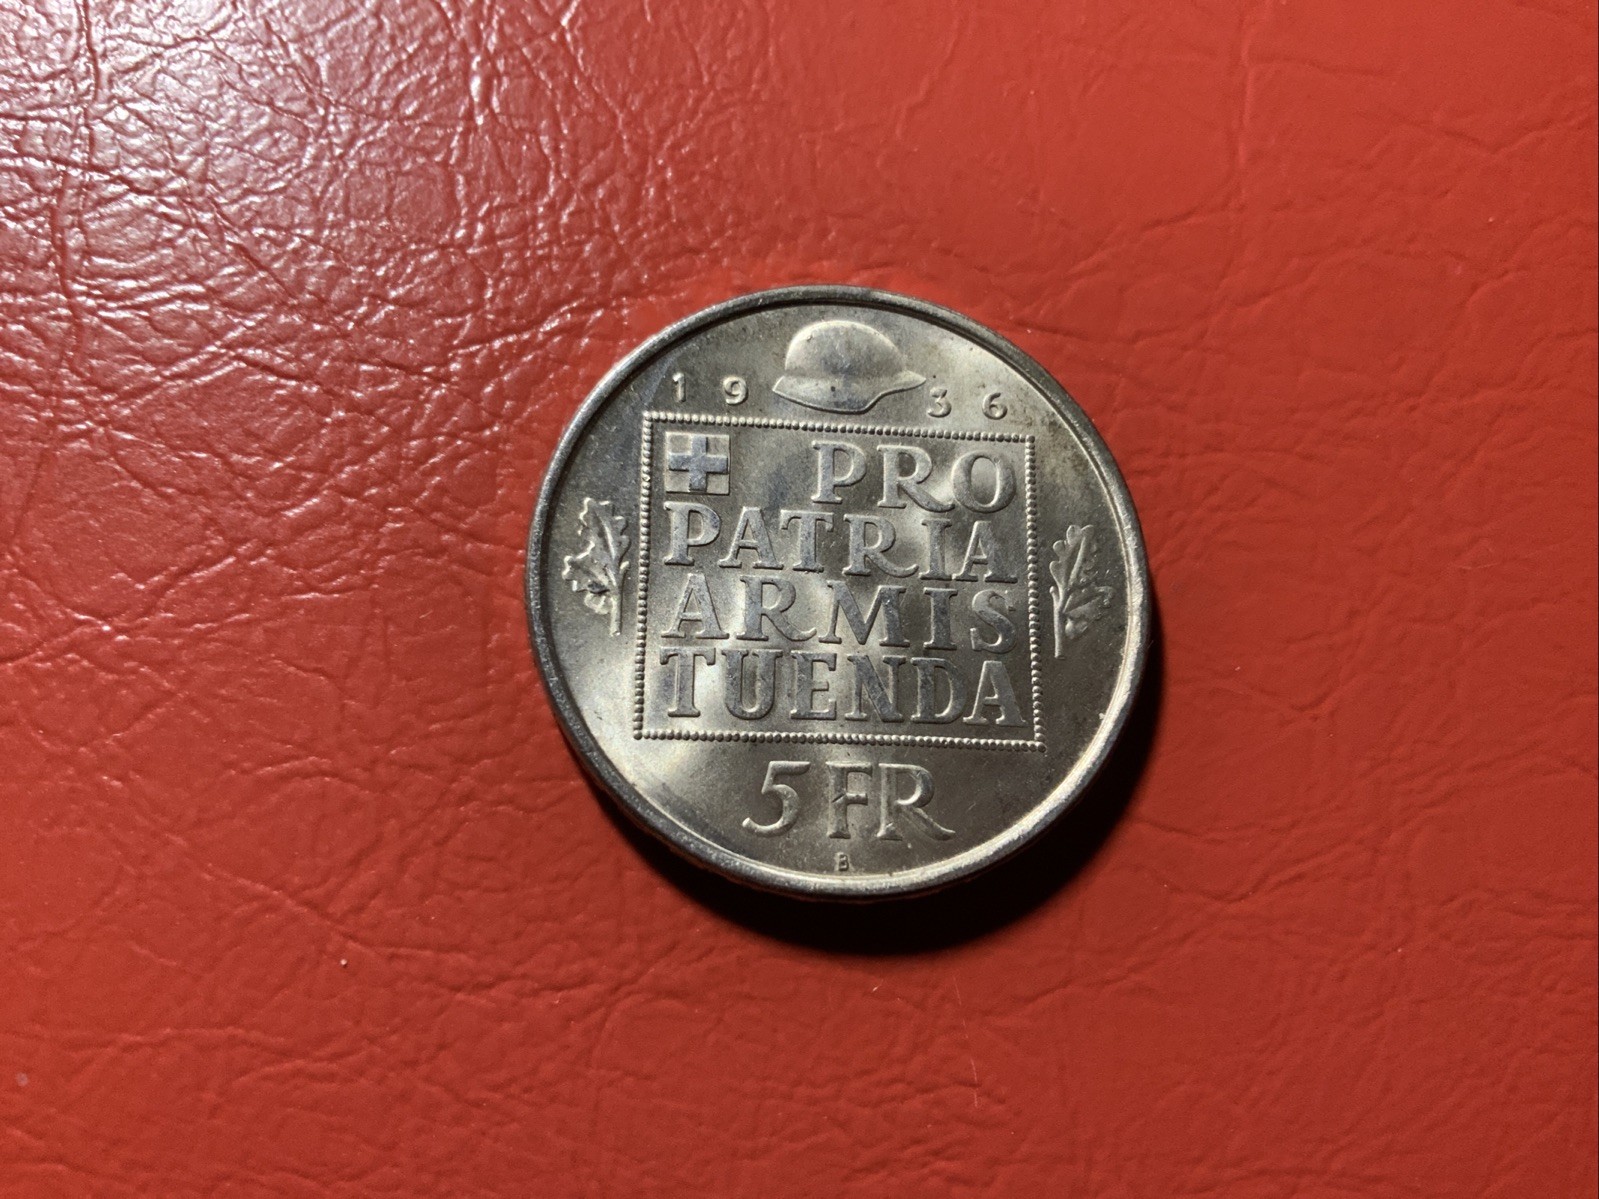 1936
PRO
PATRIA
ARMIS
TUENDA
5 FR
B